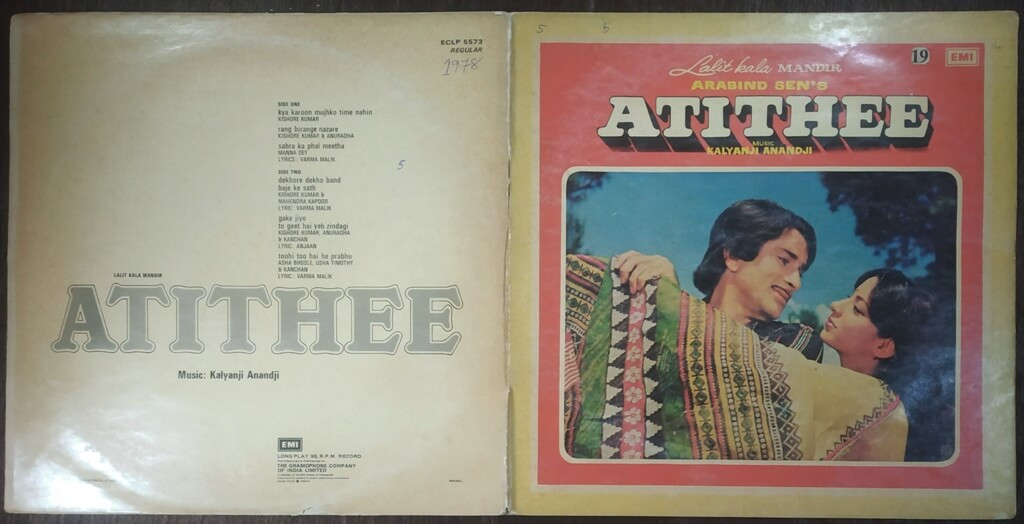 ECLP 5573
REGULAR
1978
SIDE ONE
kya karoon mujhko time nahin
KISHORE KUMAR
rang birange nazare
KISHORE KUMAR & ANURADHA
sabra ka phal meetha
MANNA DEY
LYRICS: VARMA MALIK
5
SIDE TWO
dekhore dekho band
baje ke sath
KISHORE KUMAR &
MAHENDRA KAPOOR
LYRIC: VARMA MALIK
gake jiyo
to geet hai yeh zindagi
KISHORE KUMAR, ANURADHA
& KANCHAN
LYRIC: ANJAAN
toohi too hai he prabhu
ASHA BHOSLE, USHA TIMOTHY
& KANCHAN
LYRIC: VARMA MALIK
LALIT KALA MANDIR
ATITHEE
Music: Kalyanji Anandji
EMI
LONG PLAY 33⅓ R.P.M. RECORD
THE GRAMOPHONE COMPANY
OF INDIA LIMITED
5 5
19 EMI
Lalit kala MANDIR
ARABIND SEN'S
ATITHEE
MUSIC
KALYANJI ANANDJI